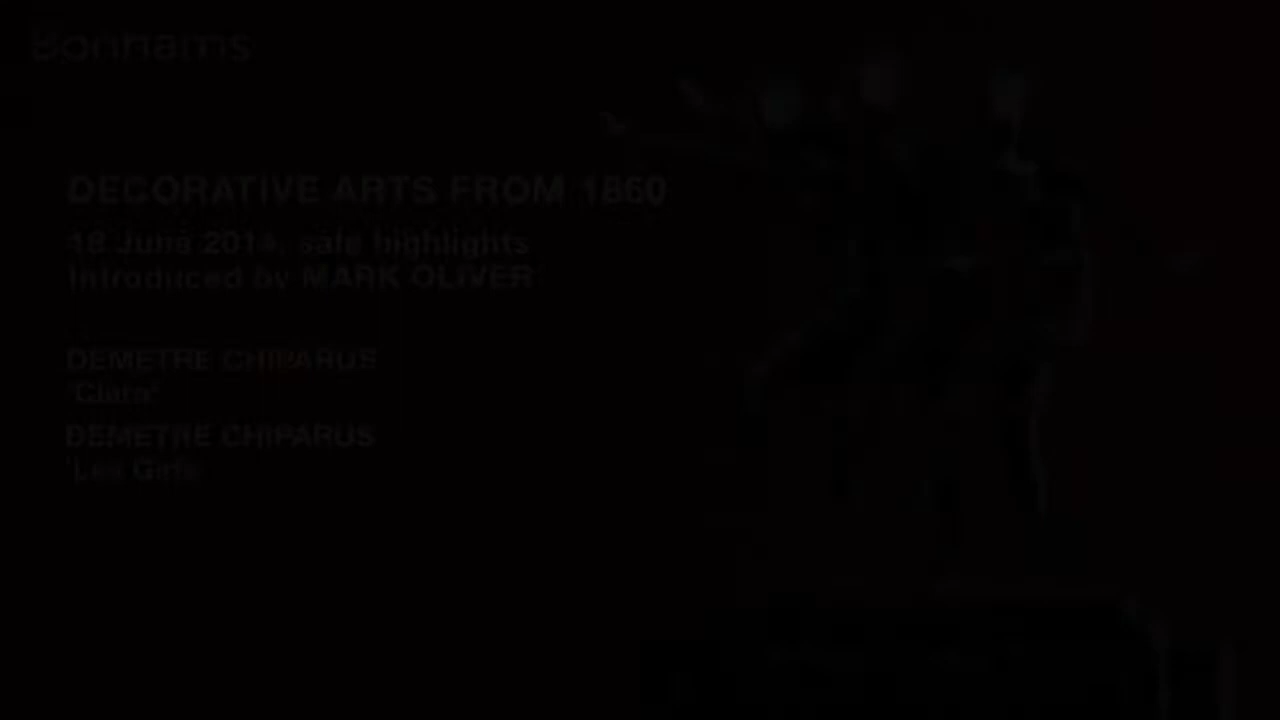 Bonhams
DECORATIVE ARTS FROM 1860
18 June 2014, sale highlights
Introduced by MARK OLIVER
DEMETRE CHIPARUS
'Clara'
DEMETRE CHIPARUS
'Les Girls'